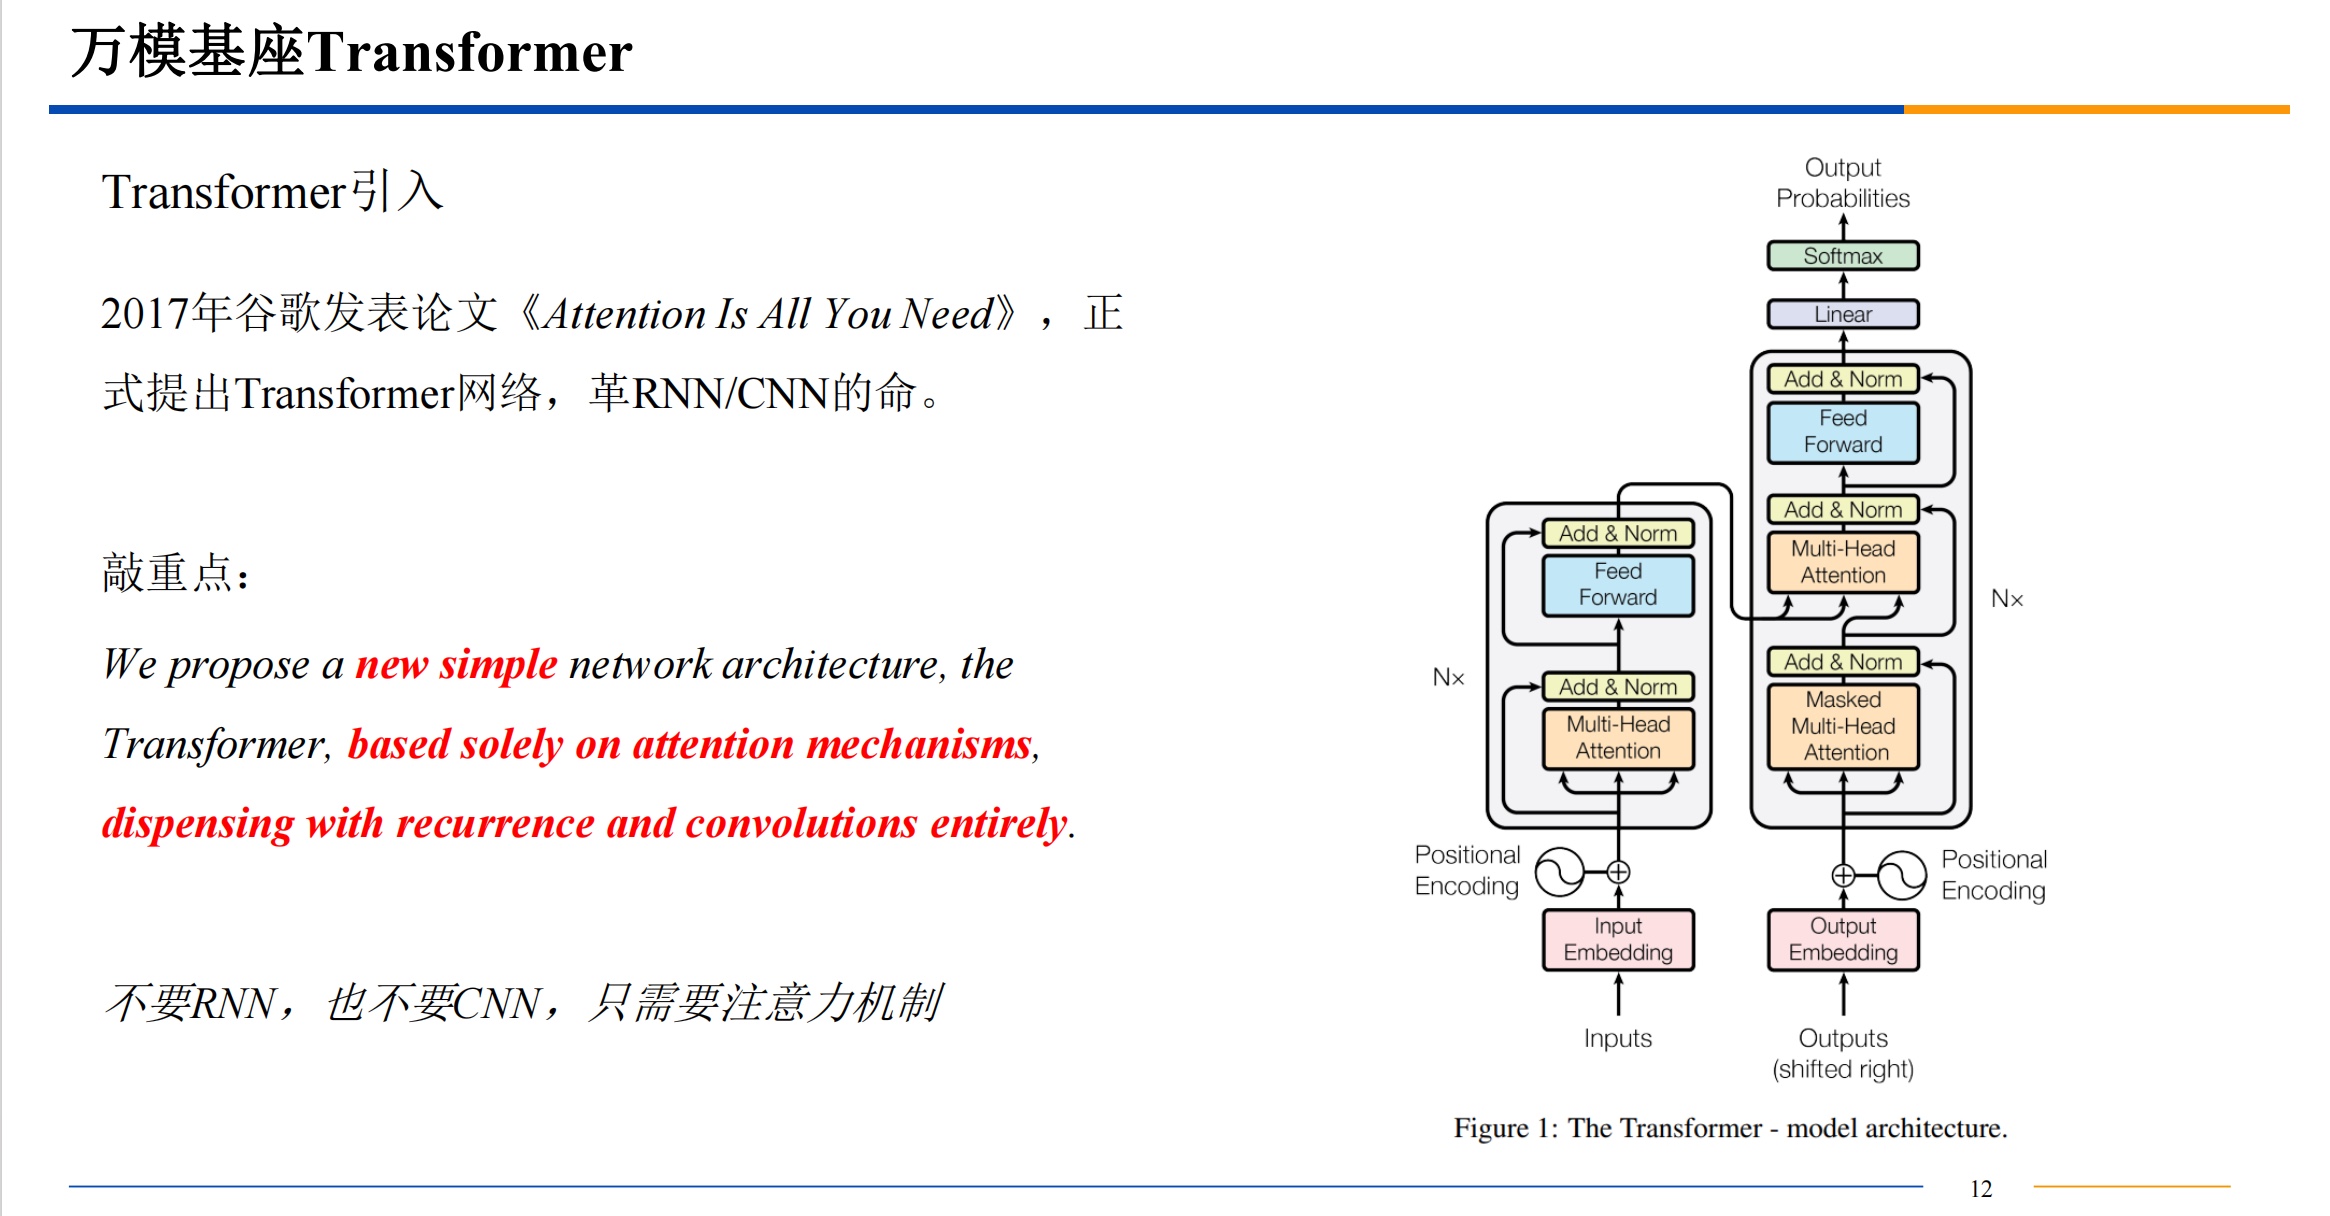 万模基座Transformer
Transformer引入
2017年谷歌发表论文《Attention Is All You Need》，正
式提出Transformer网络，革RNN/CNN的命。
敲重点：
We propose a new simple network architecture, the
Transformer, based solely on attention mechanisms,
dispensing with recurrence and convolutions entirely.
不要RNN，也不要CNN，只需要注意力机制
Output
Probabilities
Softmax
Linear
Add & Norm
Feed
Forward
Add & Norm
Multi-Head
Attention
Add & Norm
Masked
Multi-Head
Attention
N×
Add & Norm
Feed
Forward
Add & Norm
Multi-Head
Attention
N×
Positional
Encoding
Positional
Encoding
Input
Embedding
Output
Embedding
Inputs
Outputs
(shifted right)
Figure 1: The Transformer - model architecture.
12